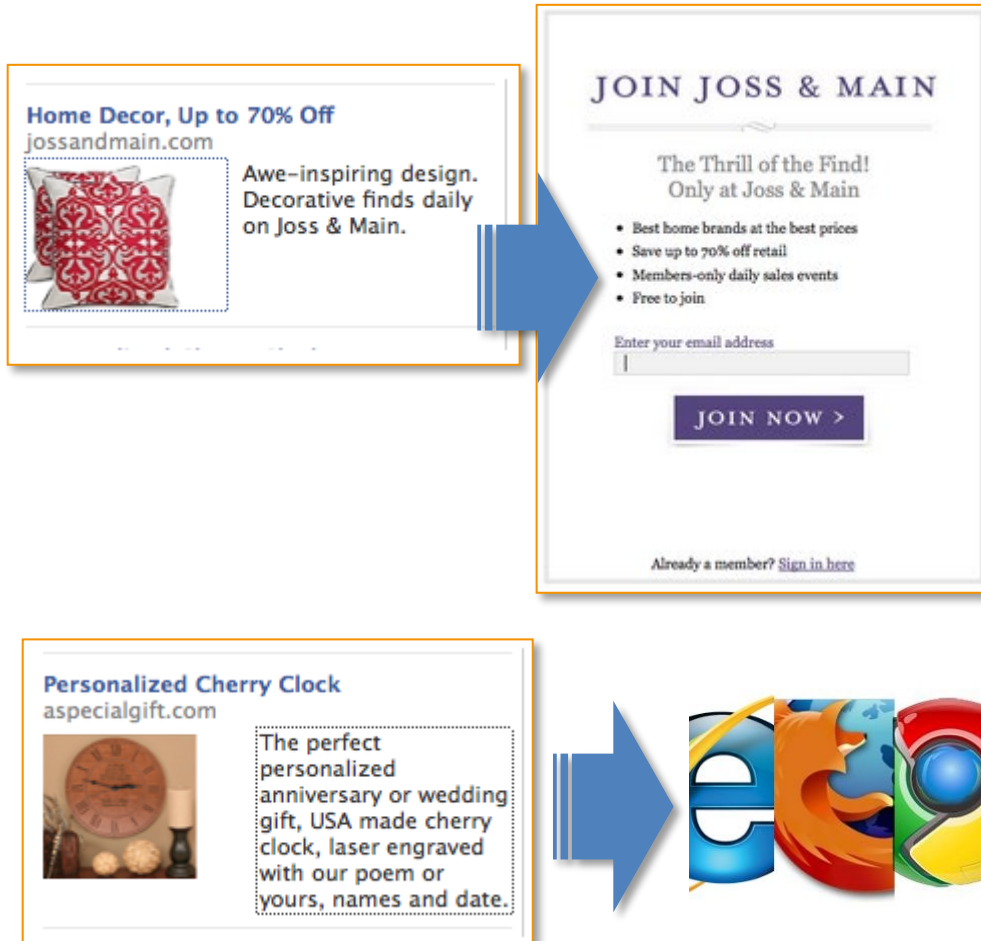 Home Decor, Up to 70% Off
jossandmain.com
Awe-inspiring design.
Decorative finds daily
on Joss & Main.
JOIN JOSS & MAIN
The Thrill of the Find!
Only at Joss & Main
• Best home brands at the best prices
• Save up to 70% off retail
• Members-only daily sales events
• Free to join
Enter your email address
JOIN NOW >
Already a member? Sign in here
Personalized Cherry Clock
aspecialgift.com
The perfect
personalized
anniversary or wedding
gift, USA made cherry
clock, laser engraved
with our poem or
yours, names and date.